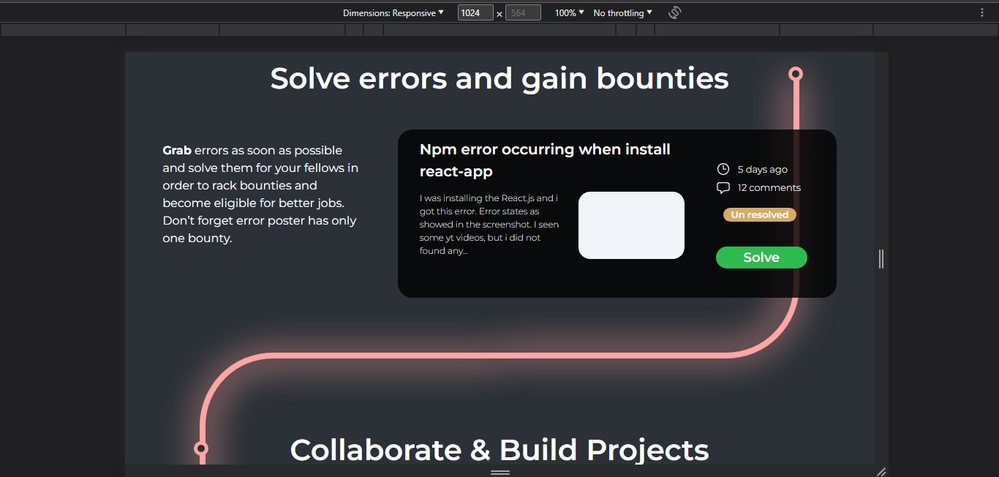 Dimensions: Responsive 1024 × 564 100% No throttling
Solve errors and gain bounties
Grab errors as soon as possible
and solve them for your fellows in
order to rack bounties and
become eligible for better jobs.
Don't forget error poster has only
one bounty.
Npm error occurring when install
react-app
I was installing the React.js and i
got this error. Error states as
showed in the screenshot. I seen
some yt videos, but i did not
found any...
5 days ago
12 comments
Un resolved
Solve
Collaborate & Build Projects